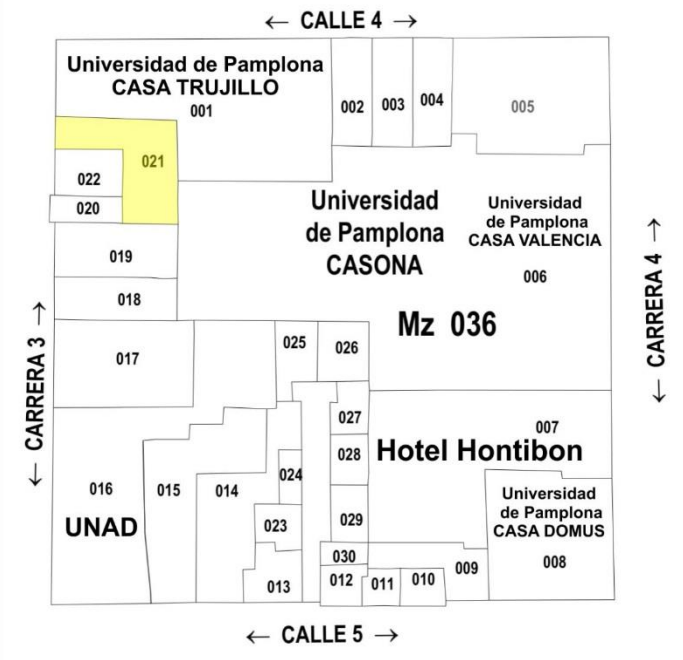 ← CALLE 4 →
Universidad de Pamplona
CASA TRUJILLO
001
002
003
004
005
021
022
020
Universidad
de Pamplona
CASONA
Universidad
de Pamplona
CASA VALENCIA
006
019
018
Mz 036
← CARRERA 3 →
← CARRERA 4 →
017
025
026
027
007
Hotel Hontibon
028
024
016
015
014
UNAD
023
029
Universidad
de Pamplona
CASA DOMUS
008
030
013
012
011
010
009
← CALLE 5 →